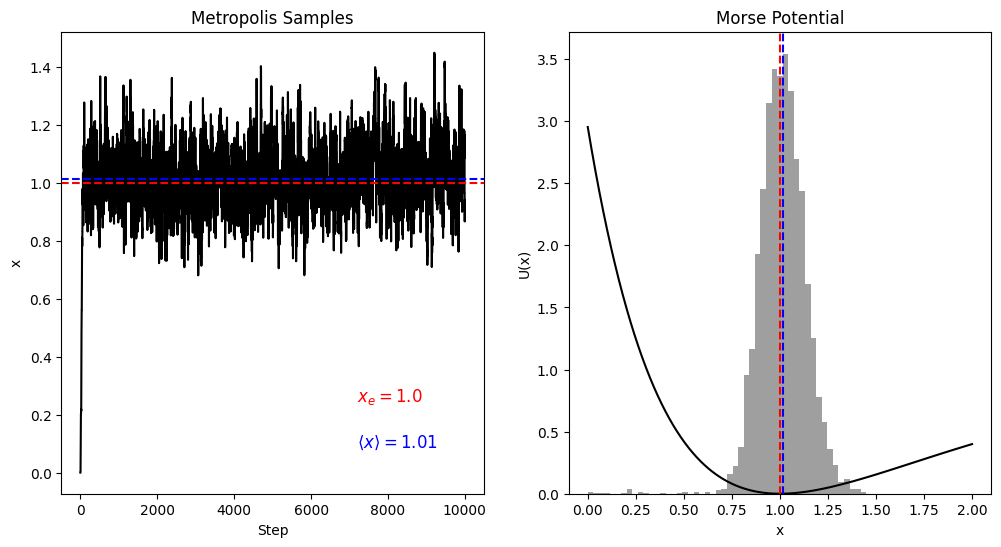 Metropolis Samples
x
1.4
1.2
1.0
0.8
0.6
0.4
0.2
0.0
x_e = 1.0
⟨x⟩ = 1.01
0 2000 4000 6000 8000 10000
Step
Morse Potential
U(x)
3.5
3.0
2.5
2.0
1.5
1.0
0.5
0.0
0.00 0.25 0.50 0.75 1.00 1.25 1.50 1.75 2.00
x